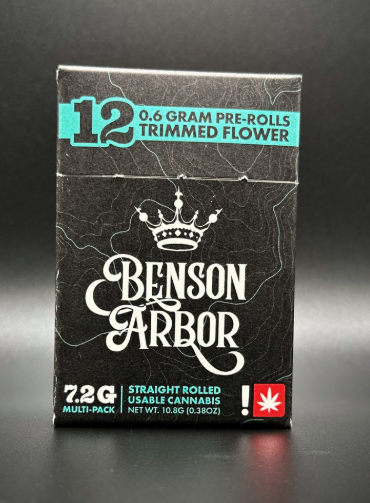 12 0.6 GRAM PRE-ROLLS
TRIMMED FLOWER
BENSON
ARBOR
7.2G
MULTI-PACK
STRAIGHT ROLLED
USABLE CANNABIS
NET WT. 10.8G (0.38OZ)
!